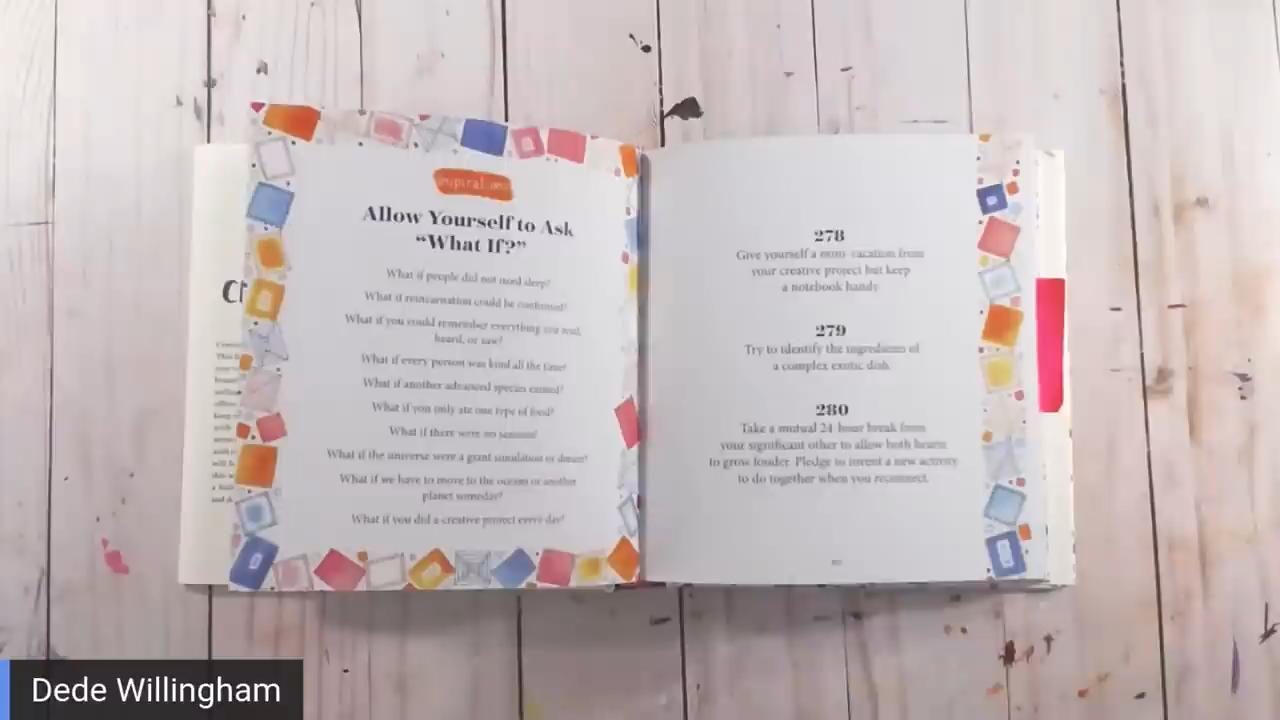 Allow Yourself to Ask
“What If?”
What if people did not need sleep?
What if reincarnation could be confirmed?
What if you could remember everything you read,
heard, or saw?
What if every person was kind all the time?
What if another advanced species existed?
What if you only ate one type of food?
What if there were no seasons?
What if the universe were a giant simulation or dream?
What if we have to move to the oceans or another
planet someday?
What if you did a creative project every day?
278
Give yourself a mini-vacation from
your creative project but keep
a notebook handy.
279
Try to identify the ingredients of
a complex exotic dish.
280
Take a mutual 24-hour break from
your significant other to allow both hearts
to grow fonder. Pledge to invent a new activity
to do together when you reconnect.
Dede Willingham